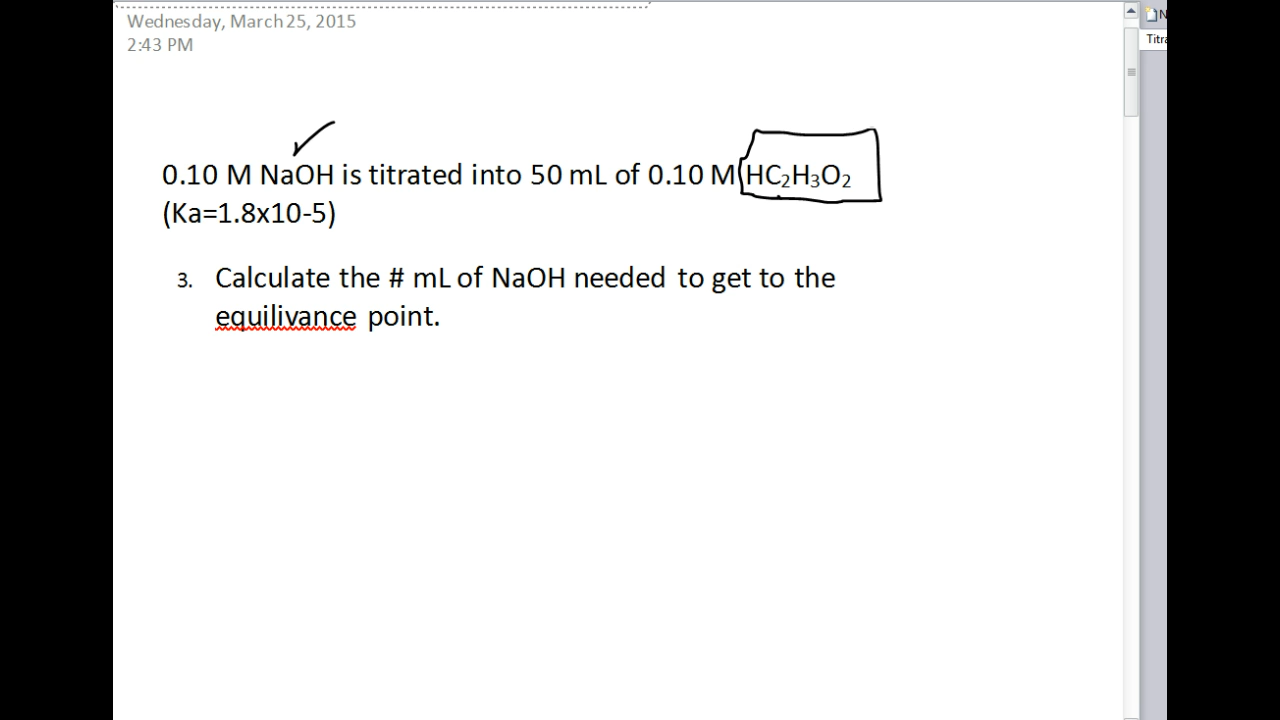 Wednesday, March 25, 2015
2:43 PM
0.10 M NaOH is titrated into 50 mL of 0.10 M HC₂H₃O₂
(Ka=1.8x10-5)
3. Calculate the # mL of NaOH needed to get to the
equilivance point.
N
Titra